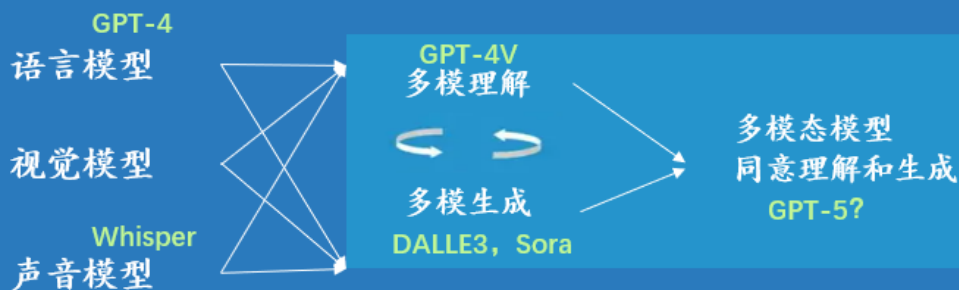 GPT-4
语言模型
视觉模型
Whisper
声音模型
GPT-4V
多模理解
多模生成
DALLE3，Sora
多模态模型
同意理解和生成
GPT-5?